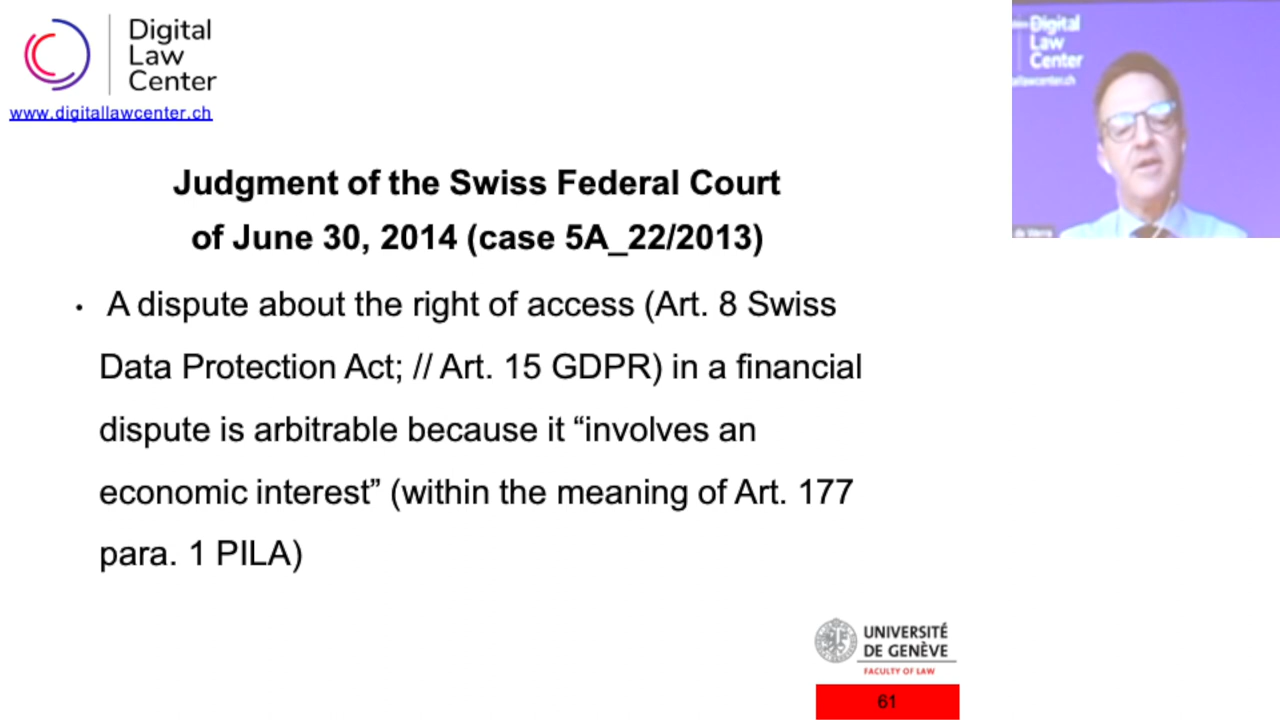 Digital
Law
Center
www.digitallawcenter.ch
Judgment of the Swiss Federal Court
of June 30, 2014 (case 5A_22/2013)
• A dispute about the right of access (Art. 8 Swiss
Data Protection Act; // Art. 15 GDPR) in a financial
dispute is arbitrable because it “involves an
economic interest” (within the meaning of Art. 177
para. 1 PILA)
Digital
Law
Center
allawcenter.ch
UNIVERSITÉ
DE GENÈVE
FACULTY OF LAW
61